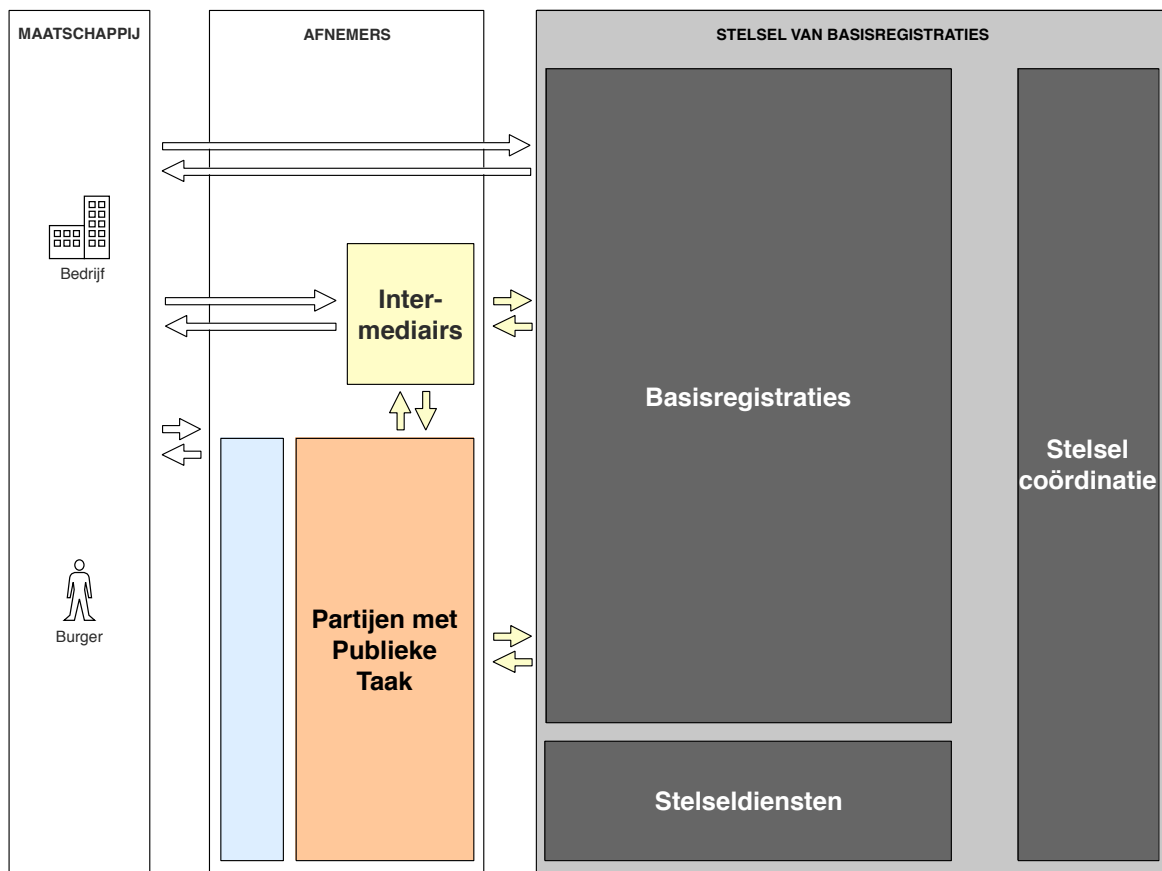 MAATSCHAPPIJ
AFNEMERS
STELSEL VAN BASISREGISTRATIES
Bedrijf
Inter-
mediairs
Basisregistraties
Stelsel
coördinatie
Burger
Partijen met
Publieke
Taak
Stelseldiensten